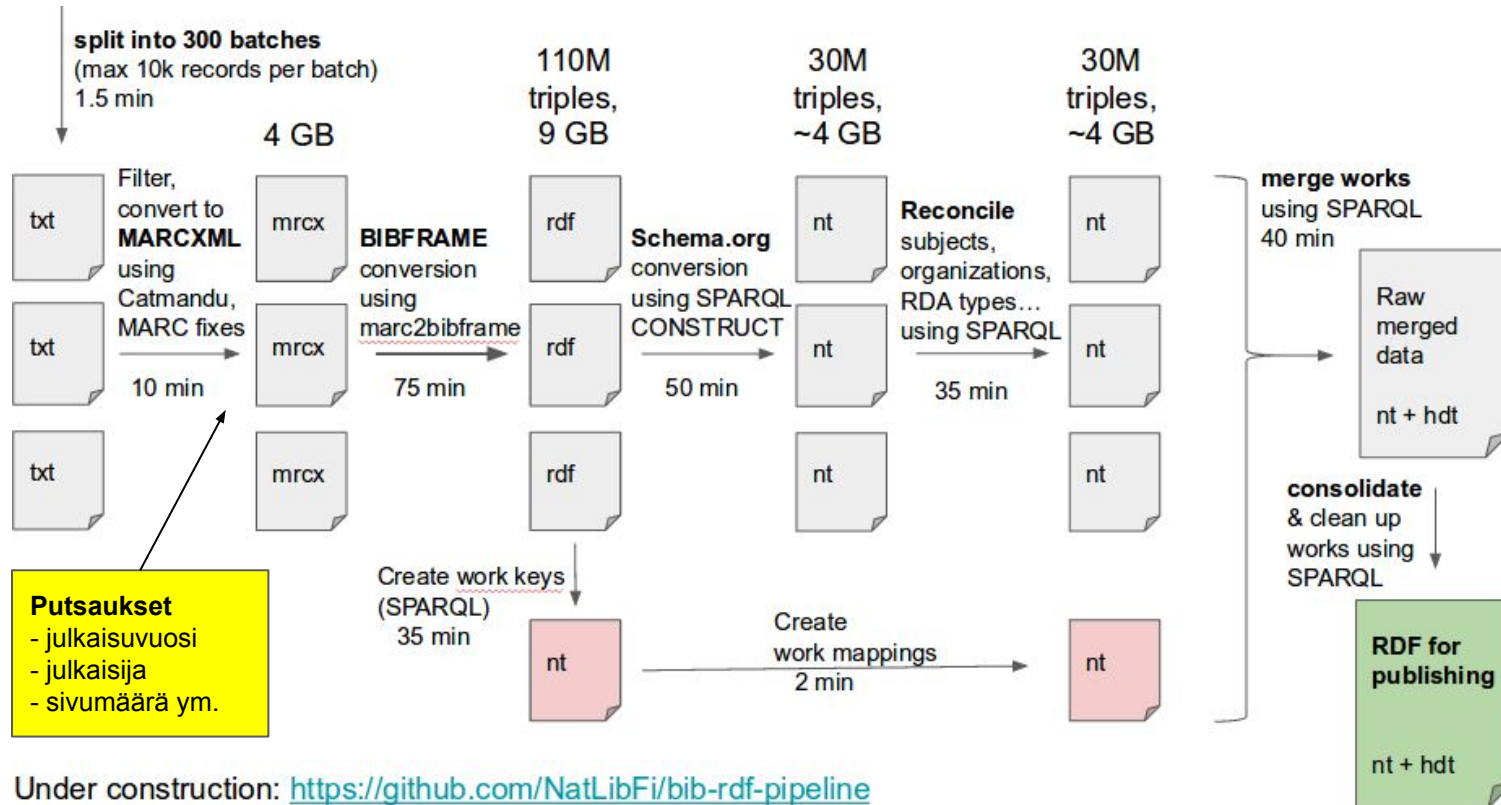 split into 300 batches
(max 10k records per batch)
1.5 min
4 GB
110M
triples,
9 GB
30M
triples,
~4 GB
30M
triples,
~4 GB
txt
txt
txt
Filter,
convert to
MARCXML
using
Catmandu,
MARC fixes
10 min
mrcx
mrcx
mrcx
BIBFRAME
conversion
using
marc2bibframe
75 min
rdf
rdf
rdf
Schema.org
conversion
using SPARQL
CONSTRUCT
50 min
nt
nt
nt
Reconcile
subjects,
organizations,
RDA types…
using SPARQL
35 min
nt
nt
nt
merge works
using SPARQL
40 min
Raw
merged
data
nt + hdt
consolidate
& clean up
works using
SPARQL
RDF for
publishing
nt + hdt
Putsaukset
- julkaisuvuosi
- julkaisija
- sivumäärä ym.
Create work keys
(SPARQL)
35 min
nt
Create
work mappings
2 min
nt
Under construction: https://github.com/NatLibFi/bib-rdf-pipeline